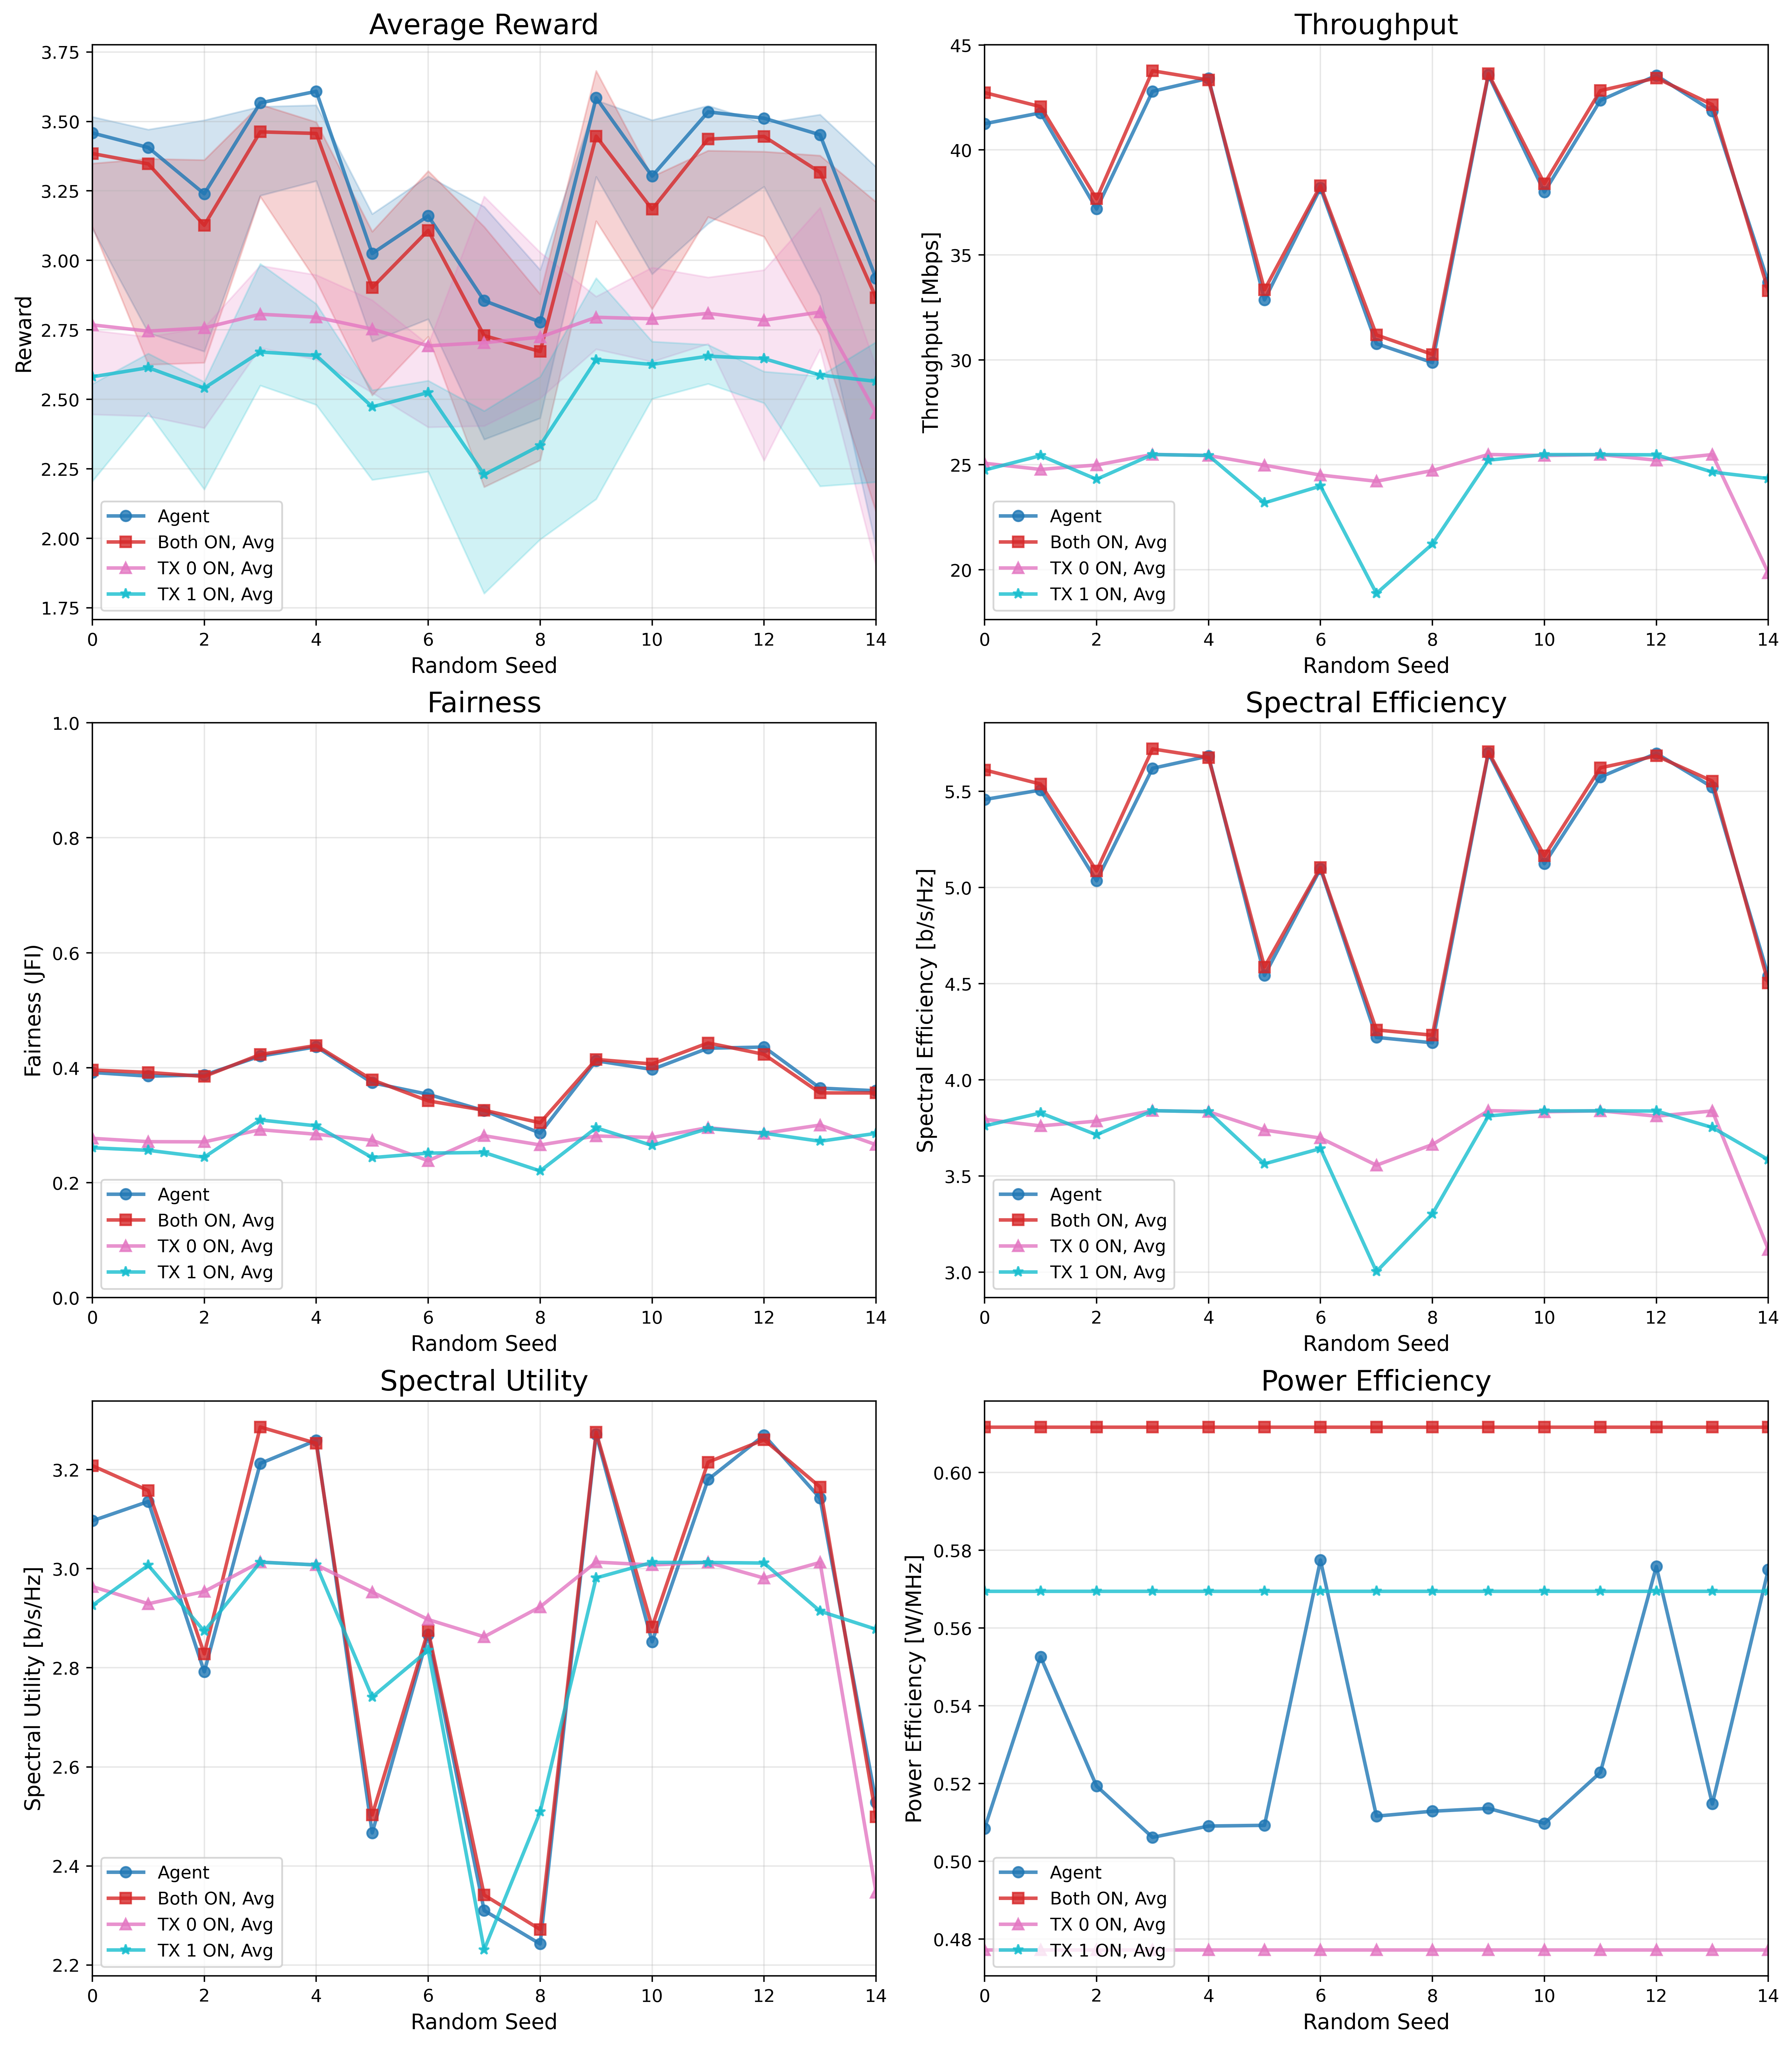 Average Reward
Reward
3.75
3.50
3.25
3.00
2.75
2.50
2.25
2.00
1.75
Agent
Both ON, Avg
TX 0 ON, Avg
TX 1 ON, Avg
0 2 4 6 8 10 12 14
Random Seed
Throughput
Throughput [Mbps]
45
40
35
30
25
20
Agent
Both ON, Avg
TX 0 ON, Avg
TX 1 ON, Avg
0 2 4 6 8 10 12 14
Random Seed
Fairness
Fairness (JFI)
1.0
0.8
0.6
0.4
0.2
0.0
Agent
Both ON, Avg
TX 0 ON, Avg
TX 1 ON, Avg
0 2 4 6 8 10 12 14
Random Seed
Spectral Efficiency
Spectral Efficiency [b/s/Hz]
5.5
5.0
4.5
4.0
3.5
3.0
Agent
Both ON, Avg
TX 0 ON, Avg
TX 1 ON, Avg
0 2 4 6 8 10 12 14
Random Seed
Spectral Utility
Spectral Utility [b/s/Hz]
3.2
3.0
2.8
2.6
2.4
2.2
Agent
Both ON, Avg
TX 0 ON, Avg
TX 1 ON, Avg
0 2 4 6 8 10 12 14
Random Seed
Power Efficiency
Power Efficiency [W/MHz]
0.60
0.58
0.56
0.54
0.52
0.50
0.48
Agent
Both ON, Avg
TX 0 ON, Avg
TX 1 ON, Avg
0 2 4 6 8 10 12 14
Random Seed